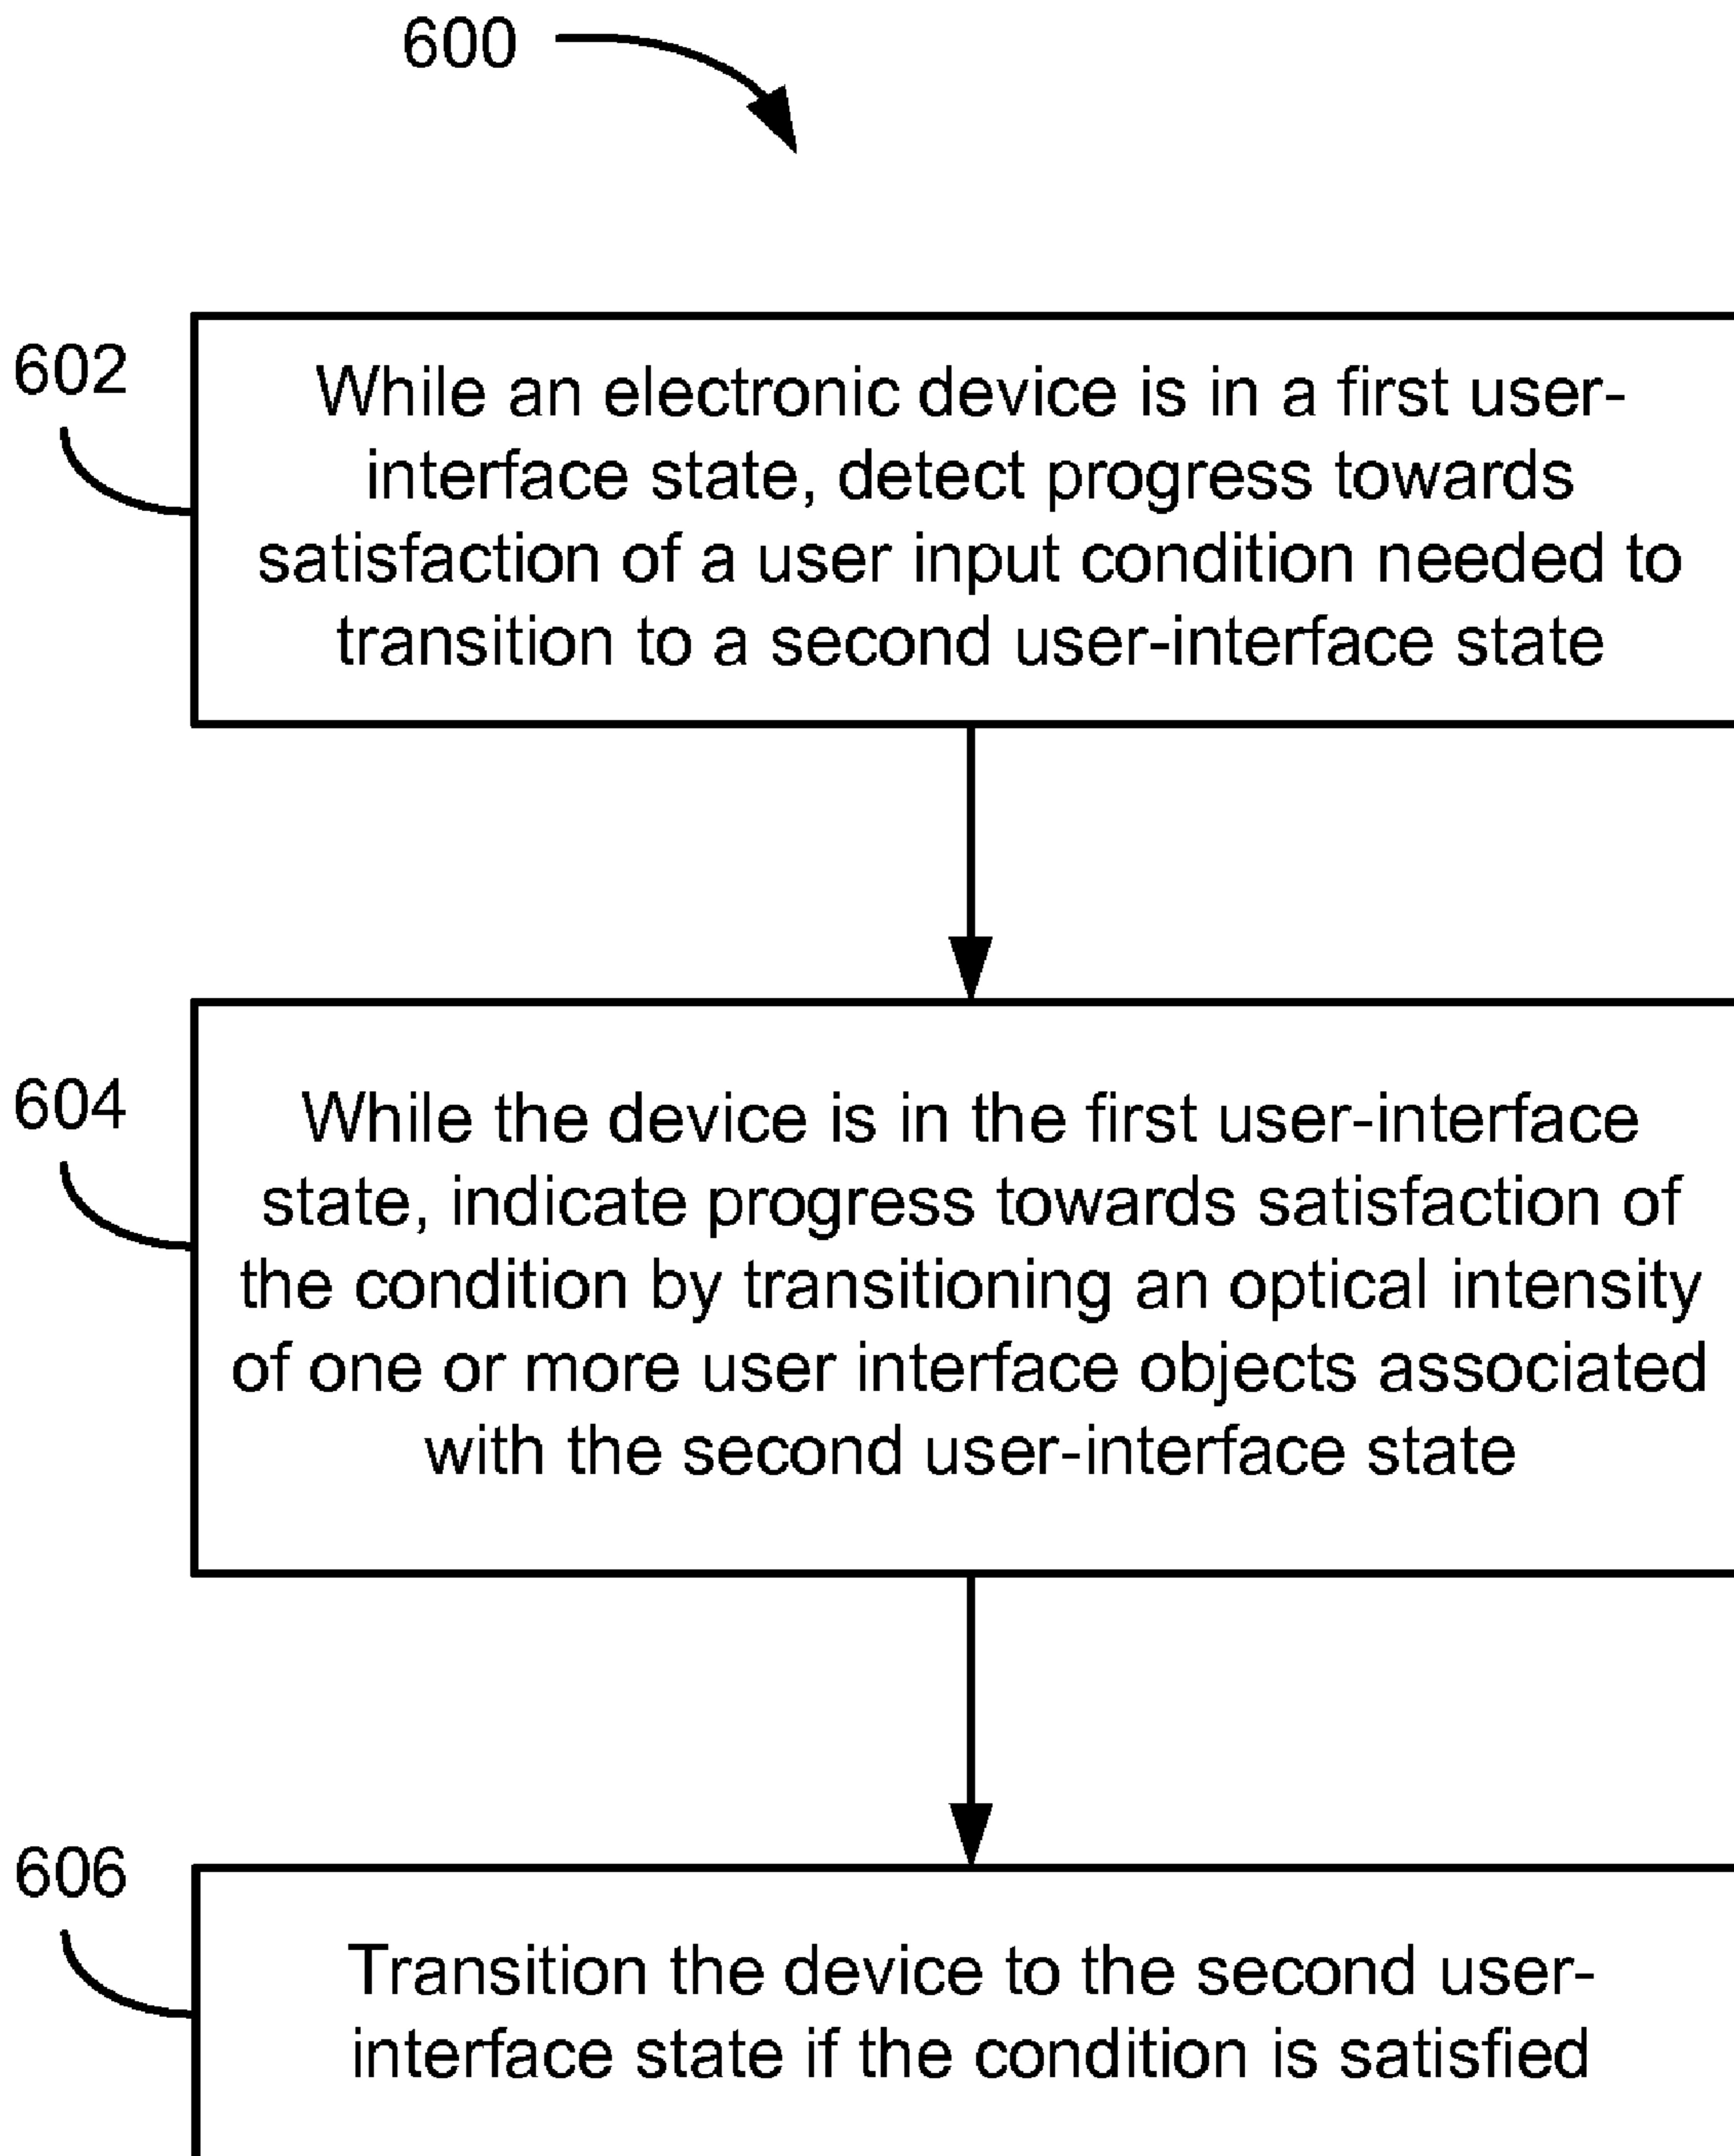 600
602
While an electronic device is in a first user-
interface state, detect progress towards
satisfaction of a user input condition needed to
transition to a second user-interface state
604
While the device is in the first user-interface
state, indicate progress towards satisfaction of
the condition by transitioning an optical intensity
of one or more user interface objects associated
with the second user-interface state
606
Transition the device to the second user-
interface state if the condition is satisfied